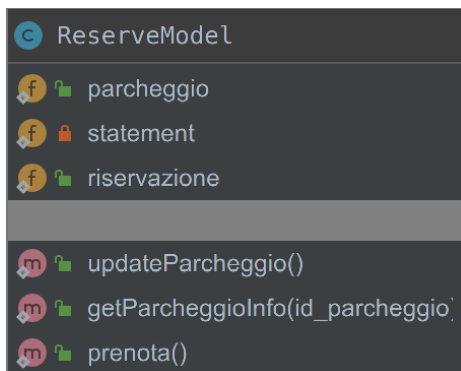 C ReserveModel
f parcheggio
f statement
f riservazione
m updateParcheggio()
m getParcheggioInfo(id_parcheggio)
m prenota()